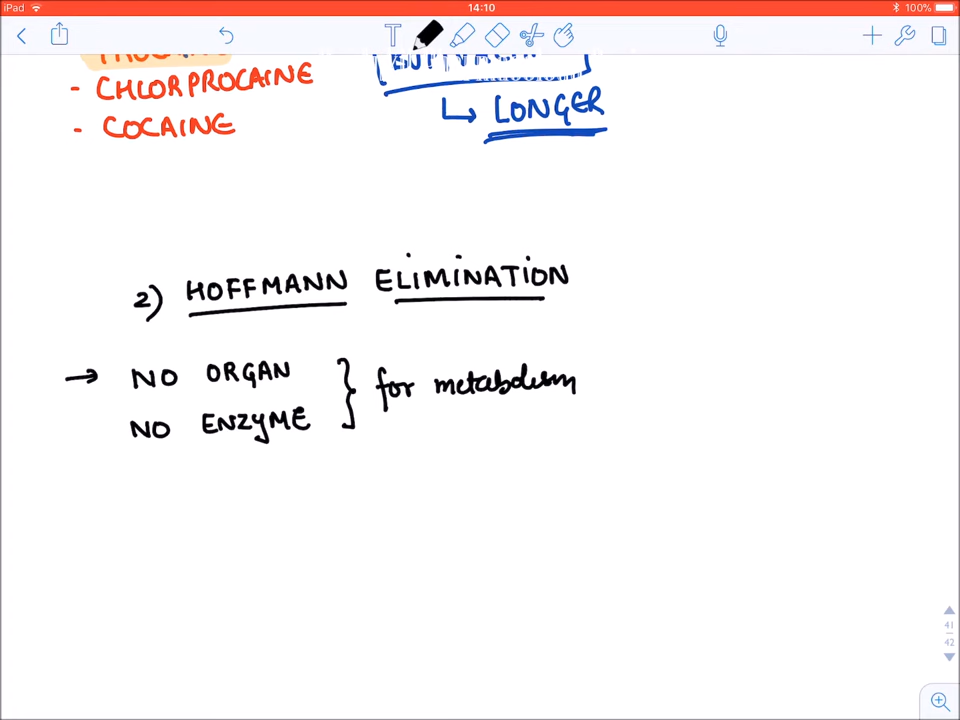 iPad 14:10 100%
- CHLORPROCAINE
↳ LONGER
- COCAINE
2) HOFFMANN ELIMINATION
→ NO ORGAN
NO ENZYME } for metabolism
41
42